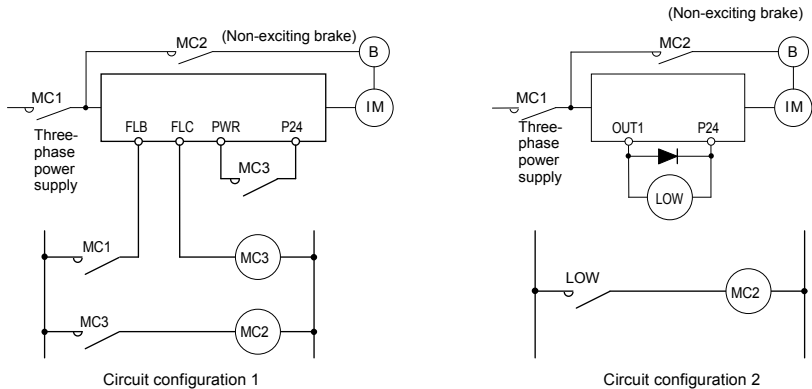 (Non-exciting brake)
MC2
B
MC1
IM
Three-
phase
power
supply
FLB FLC PWR P24
MC3
MC1
MC3
MC3
MC2
Circuit configuration 1
(Non-exciting brake)
MC2
B
MC1
IM
Three-
phase
power
supply
OUT1 P24
LOW
LOW
MC2
Circuit configuration 2